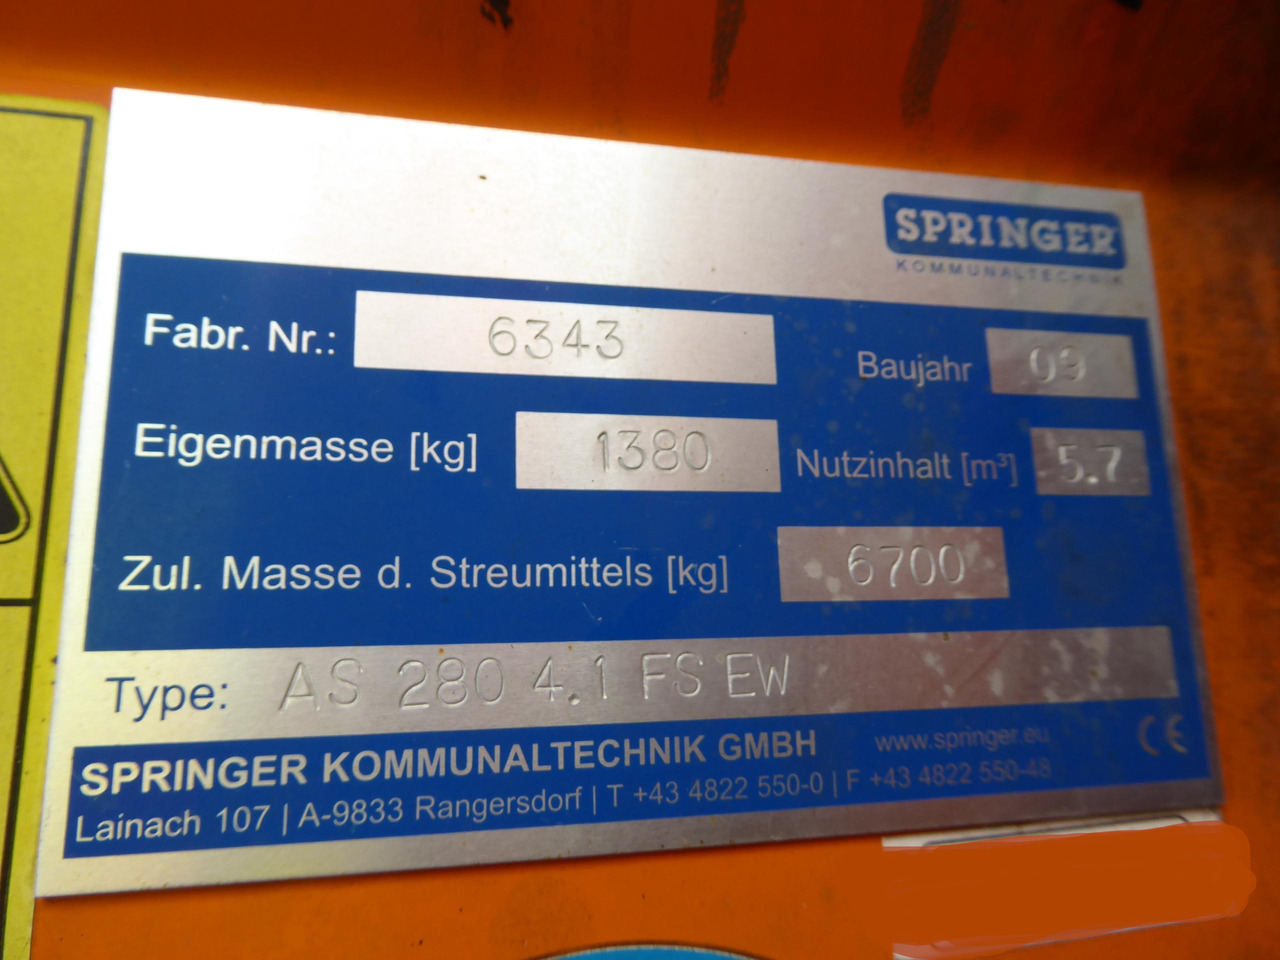 SPRINGER
KOMMUNALTECHNIK
Fabr. Nr.: 6343
Baujahr 09
Eigenmasse [kg] 1380
Nutzinhalt [m³] 5.7
Zul. Masse d. Streumittels [kg] 6700
Type: AS 280 4.1 FS EW
SPRINGER KOMMUNALTECHNIK GMBH www.springer.eu CE
Lainach 107 | A-9833 Rangersdorf | T +43 4822 550-0 | F +43 4822 550-48